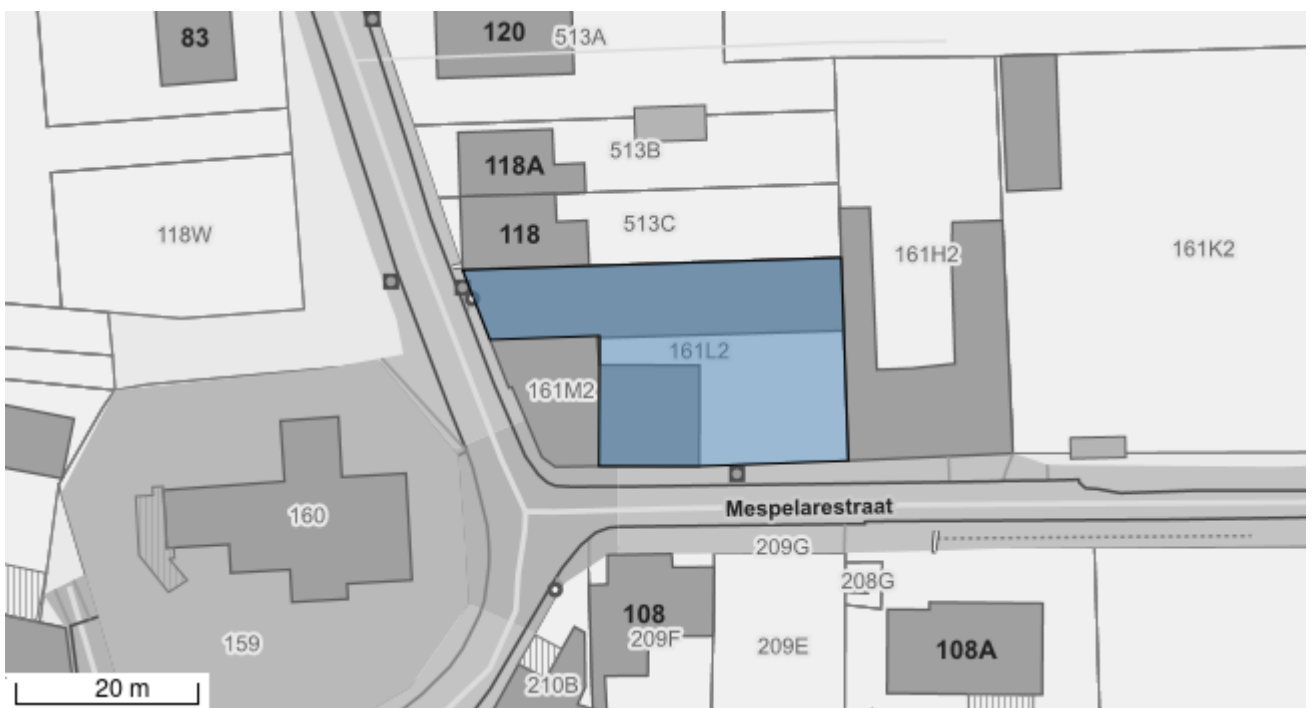 83
120
513A
118A
513B
118W
118
513C
161H2
161K2
161L2
161M2
160
Mespelarestraat
209G
208G
108
209F
159
209E
108A
210B
20 m